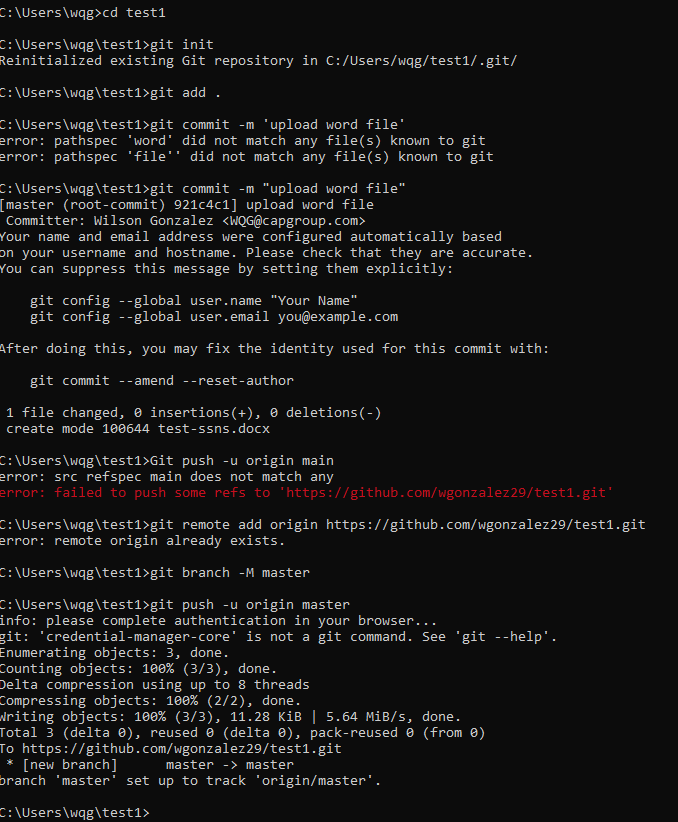 C:\Users\wqg>cd test1
C:\Users\wqg\test1>git init
Reinitialized existing Git repository in C:/Users/wqg/test1/.git/
C:\Users\wqg\test1>git add .
C:\Users\wqg\test1>git commit -m 'upload word file'
error: pathspec 'word' did not match any file(s) known to git
error: pathspec 'file'' did not match any file(s) known to git
C:\Users\wqg\test1>git commit -m "upload word file"
[master (root-commit) 921c4c1] upload word file
Committer: Wilson Gonzalez <WQG@capgroup.com>
Your name and email address were configured automatically based
on your username and hostname. Please check that they are accurate.
You can suppress this message by setting them explicitly:
git config --global user.name "Your Name"
git config --global user.email you@example.com
After doing this, you may fix the identity used for this commit with:
git commit --amend --reset-author
1 file changed, 0 insertions(+), 0 deletions(-)
create mode 100644 test-ssns.docx
C:\Users\wqg\test1>Git push -u origin main
error: src refspec main does not match any
error: failed to push some refs to 'https://github.com/wgonzalez29/test1.git'
C:\Users\wqg\test1>git remote add origin https://github.com/wgonzalez29/test1.git
error: remote origin already exists.
C:\Users\wqg\test1>git branch -M master
C:\Users\wqg\test1>git push -u origin master
info: please complete authentication in your browser...
git: 'credential-manager-core' is not a git command. See 'git --help'.
Enumerating objects: 3, done.
Counting objects: 100% (3/3), done.
Delta compression using up to 8 threads
Compressing objects: 100% (2/2), done.
Writing objects: 100% (3/3), 11.28 KiB | 5.64 MiB/s, done.
Total 3 (delta 0), reused 0 (delta 0), pack-reused 0 (from 0)
To https://github.com/wgonzalez29/test1.git
* [new branch]      master -> master
branch 'master' set up to track 'origin/master'.
C:\Users\wqg\test1>